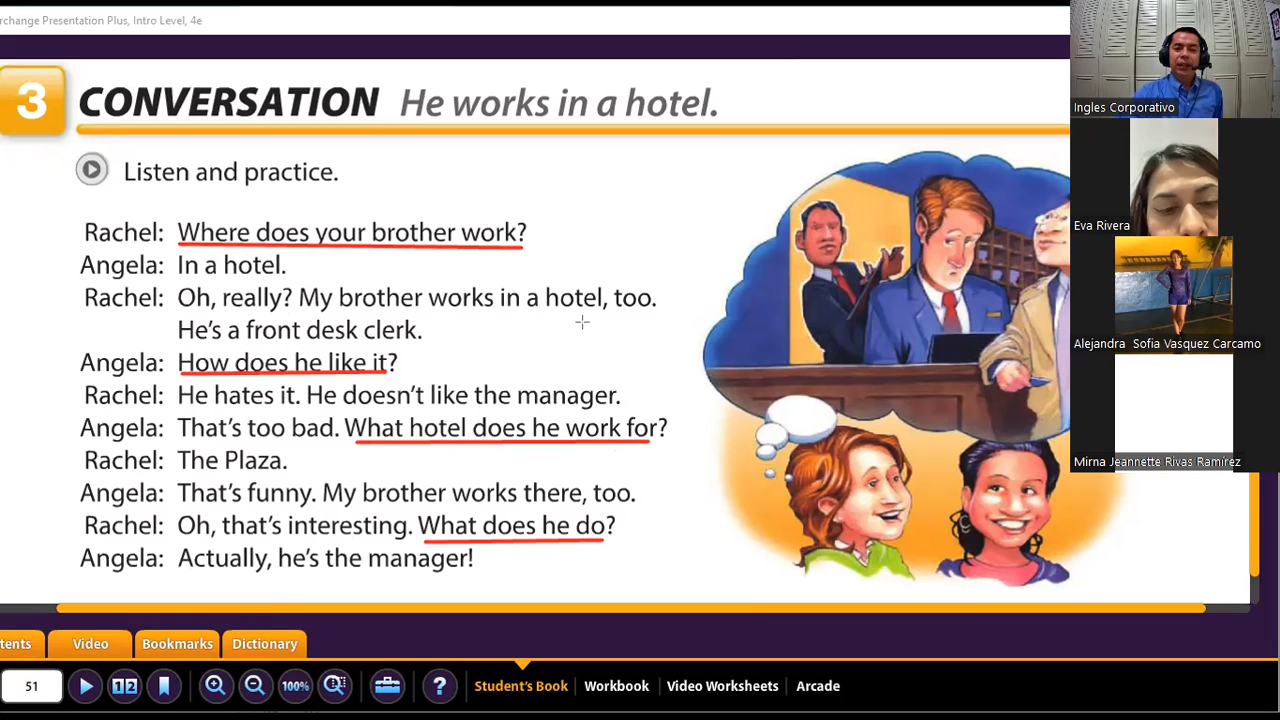 rchange Presentation Plus, Intro Level, 4e
3 CONVERSATION He works in a hotel.
Listen and practice.
Rachel: Where does your brother work?
Angela: In a hotel.
Rachel: Oh, really? My brother works in a hotel, too.
He's a front desk clerk.
Angela: How does he like it?
Rachel: He hates it. He doesn't like the manager.
Angela: That's too bad. What hotel does he work for?
Rachel: The Plaza.
Angela: That's funny. My brother works there, too.
Rachel: Oh, that's interesting. What does he do?
Angela: Actually, he's the manager!
Ingles Corporativo
Eva Rivera
Alejandra Sofia Vasquez Carcamo
Mirna Jeannette Rivas Ramirez
tents Video Bookmarks Dictionary
51 12 100% ? Student's Book Workbook Video Worksheets Arcade